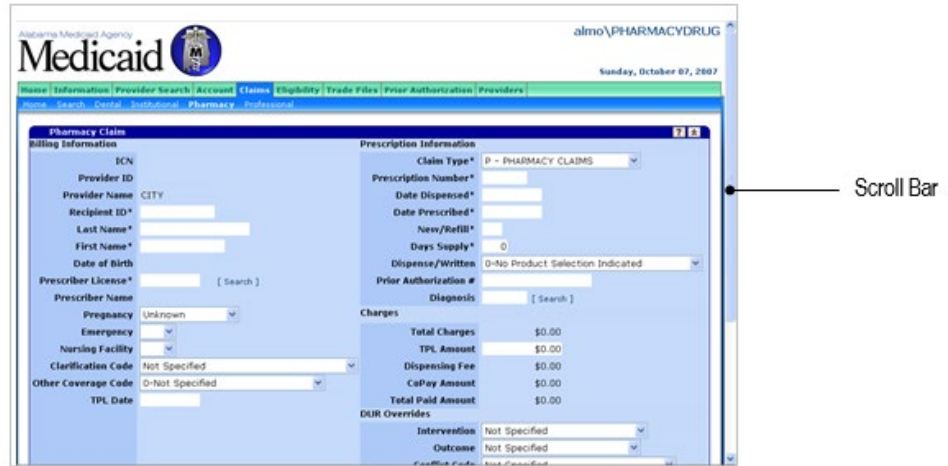 Alabama Medicaid Agency
Medicaid
almo\PHARMACYDRUG
Sunday, October 07, 2007
Home Information Provider Search Account Claims Eligibility Trade Files Prior Authorization Providers
Home Search Dental Institutional Pharmacy Professional
Pharmacy Claim
? 
Billing Information
ICN
Provider ID
Provider Name CITY
Recipient ID*
Last Name*
First Name*
Date of Birth
Prescriber License* [ Search ]
Prescriber Name
Pregnancy Unknown
Emergency
Nursing Facility
Clarification Code Not Specified
Other Coverage Code 0-Not Specified
TPL Date
Prescription Information
Claim Type* P - PHARMACY CLAIMS
Prescription Number*
Date Dispensed*
Date Prescribed*
New/Refill*
Days Supply* 0
Dispense/Written 0-No Product Selection Indicated
Prior Authorization #
Diagnosis [ Search ]
Charges
Total Charges $0.00
TPL Amount $0.00
Dispensing Fee $0.00
CoPay Amount $0.00
Total Paid Amount $0.00
DUR Overrides
Intervention Not Specified
Outcome Not Specified
Conflict Code Not Specified
Scroll Bar